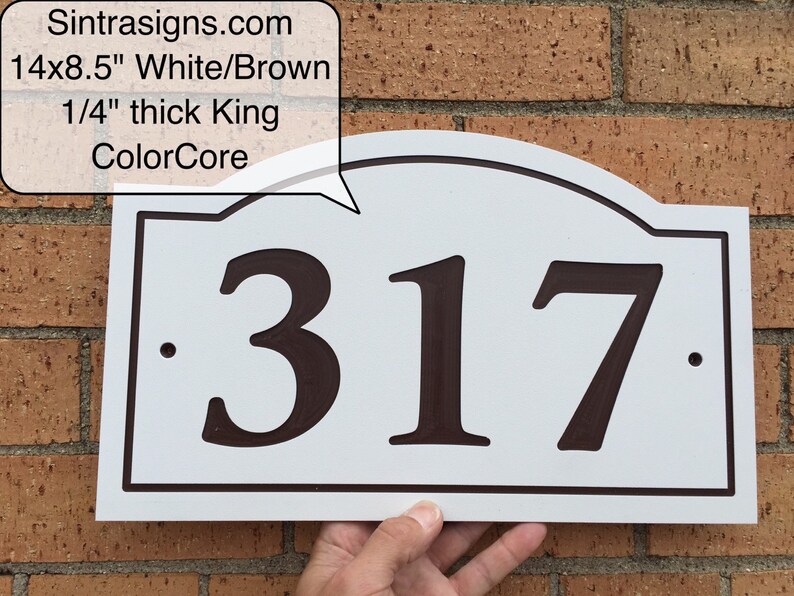 Sintrasigns.com
14x8.5" White/Brown
1/4" thick King
ColorCore
317